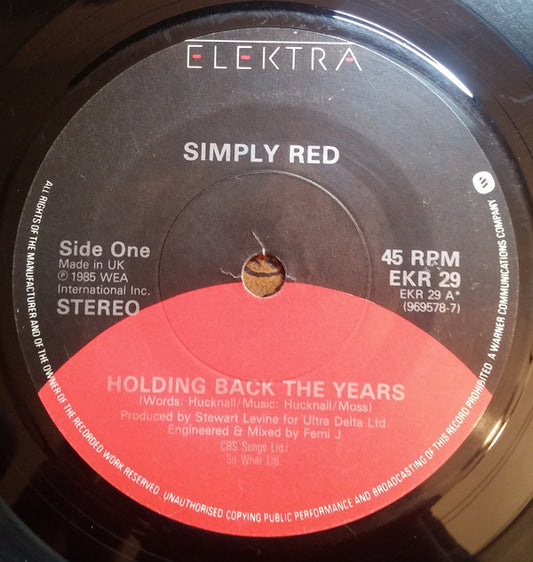 ELEKTRA
SIMPLY RED
Side One
Made in UK
℗ 1985 WEA
International Inc.
STEREO
45 RPM
EKR 29
EKR 29 A*
(969578-7)
HOLDING BACK THE YEARS
(Words: Hucknall/Music: Hucknall/Moss)
Produced by Stewart Levine for Ultra Delta Ltd.
Engineered & Mixed by Femi J
CBS Songs Ltd./
So What Ltd.
ALL RIGHTS OF THE MANUFACTURER AND OF THE OWNER OF THE RECORDED WORK RESERVED. UNAUTHORISED COPYING PUBLIC PERFORMANCE AND BROADCASTING OF THIS RECORD PROHIBITED. A WARNER COMMUNICATIONS COMPANY